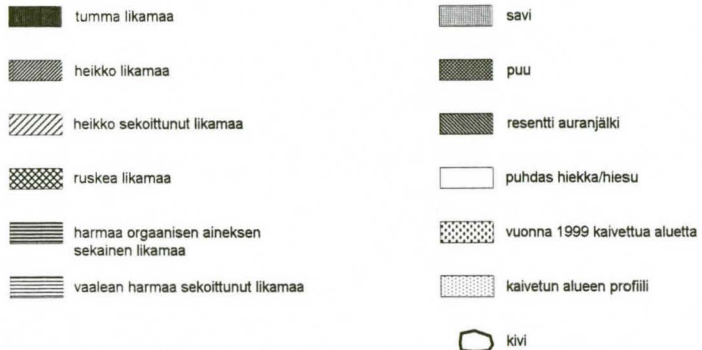 tumma likamaa
heikko likamaa
heikko sekoittunut likamaa
ruskea likamaa
harmaa orgaanisen aineksen
sekainen likamaa
vaalean harmaa sekoittunut likamaa
savi
puu
resentti auranjälki
puhdas hiekka/hiesu
vuonna 1999 kaivettua aluetta
kaivetun alueen profiili
kivi